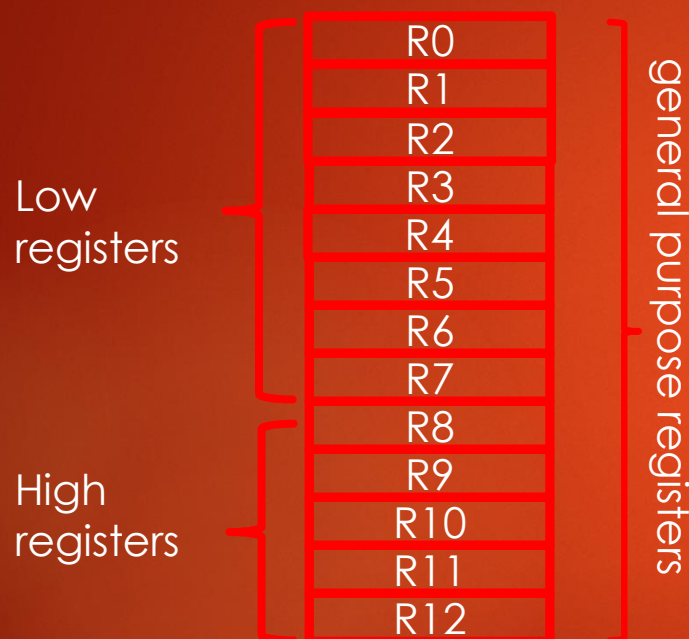 R0
R1
R2
R3
R4
R5
R6
R7
R8
R9
R10
R11
R12
Low
registers
High
registers
general purpose registers